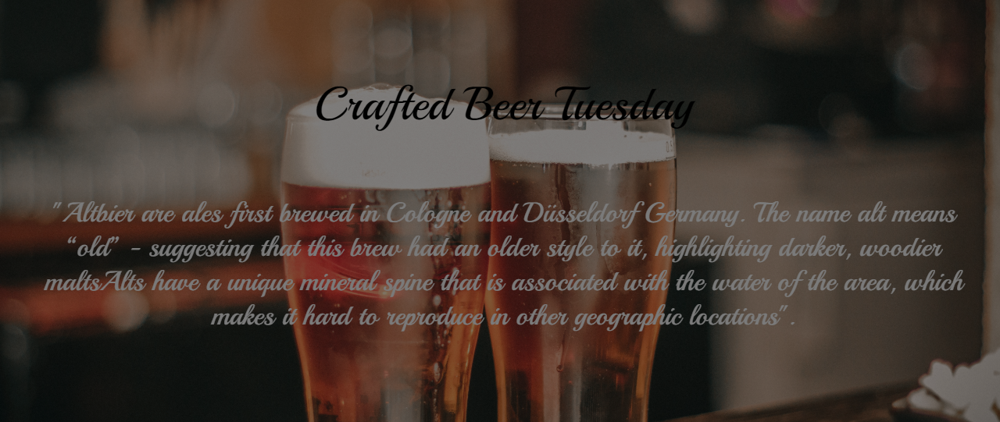 Crafted Beer Tuesday
"Altbier are ales first brewed in Cologne and Düsseldorf Germany. The name alt means
“old” - suggesting that this brew had an older style to it, highlighting darker, woodier
maltsAlts have a unique mineral spine that is associated with the water of the area, which
makes it hard to reproduce in other geographic locations".